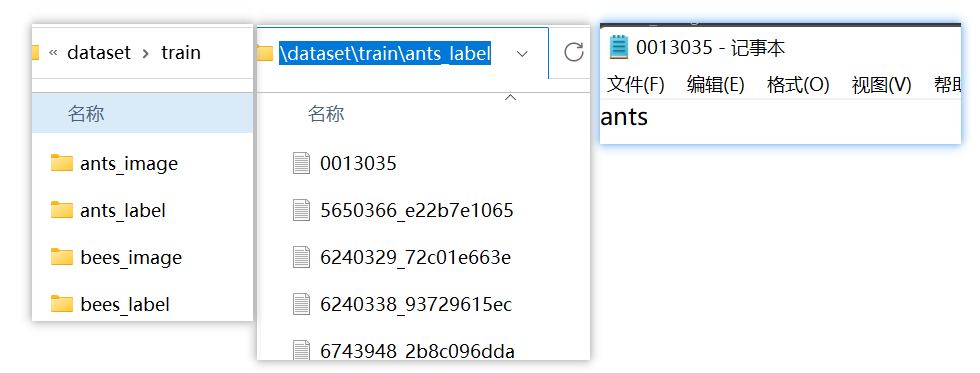 « dataset › train
名称
ants_image
ants_label
bees_image
bees_label
\dataset\train\ants_label
名称
0013035
5650366_e22b7e1065
6240329_72c01e663e
6240338_93729615ec
6743948_2b8c096dda
0013035 - 记事本
文件(F) 编辑(E) 格式(O) 视图(V) 帮助
ants